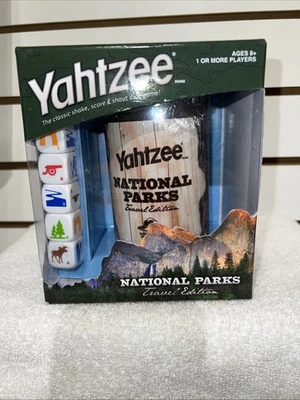 AGES 8+
1 OR MORE PLAYERS
Yahtzee
The classic shake, score & shout game!
Yahtzee
NATIONAL
PARKS
Travel Edition
NATIONAL PARKS
Travel Edition